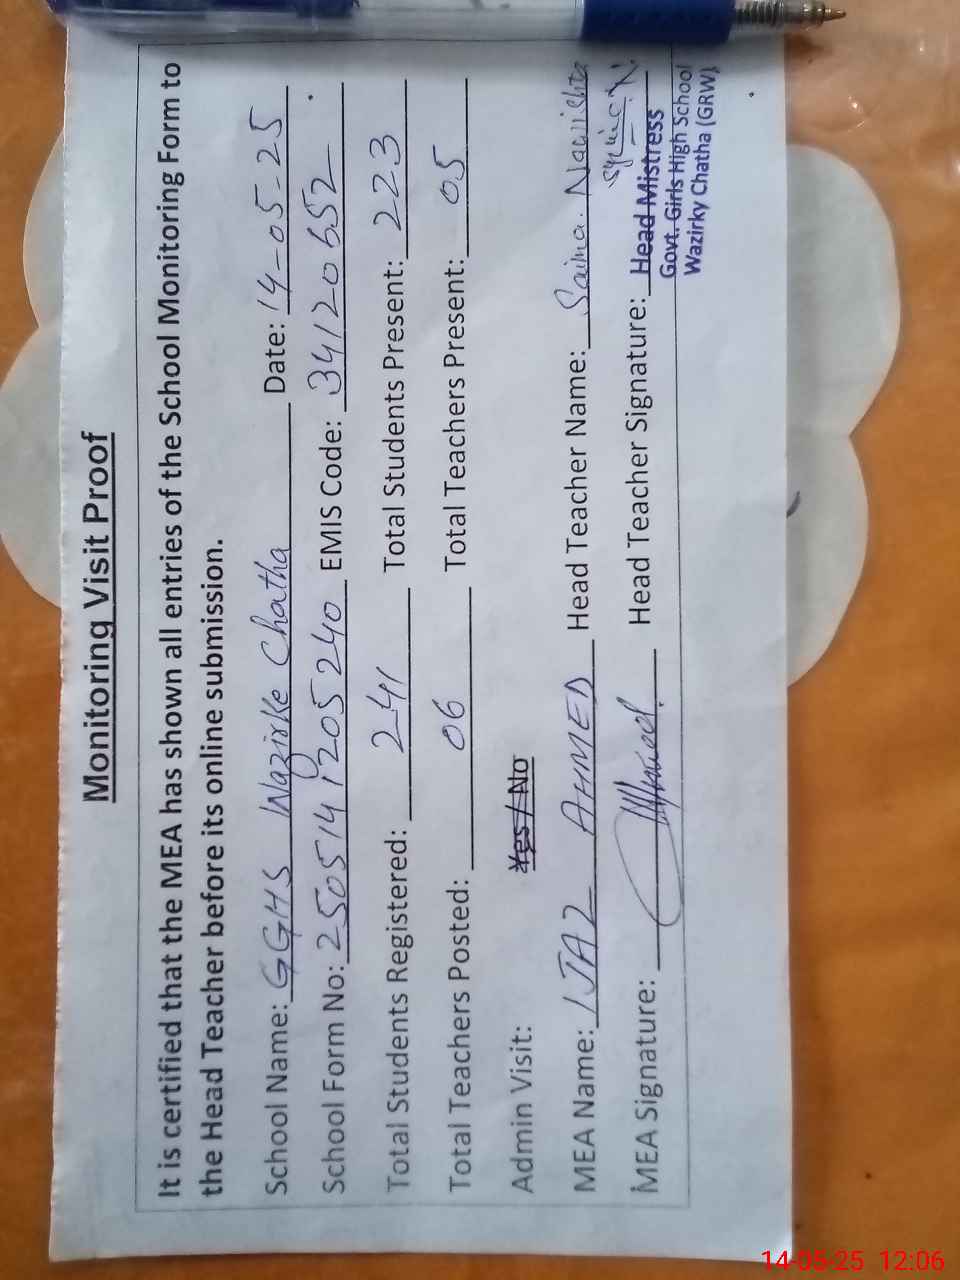 Monitoring Visit Proof
It is certified that the MEA has shown all entries of the School Monitoring Form to
the Head Teacher before its online submission.
School Name: GGHS Wazirke Chatha Date: 14-05-25
School Form No: 2505141205240 EMIS Code: 34120652
Total Students Registered: 241 Total Students Present: 223
Total Teachers Posted: 06 Total Teachers Present: 05
Admin Visit: Yes / No
MEA Name: IJAZ AHMED Head Teacher Name: Saima
MEA Signature: Head Teacher Signature:
Head Mistress
Govt. Girls High School
Wazirky Chatha (GRW)
14-05-25 12:06